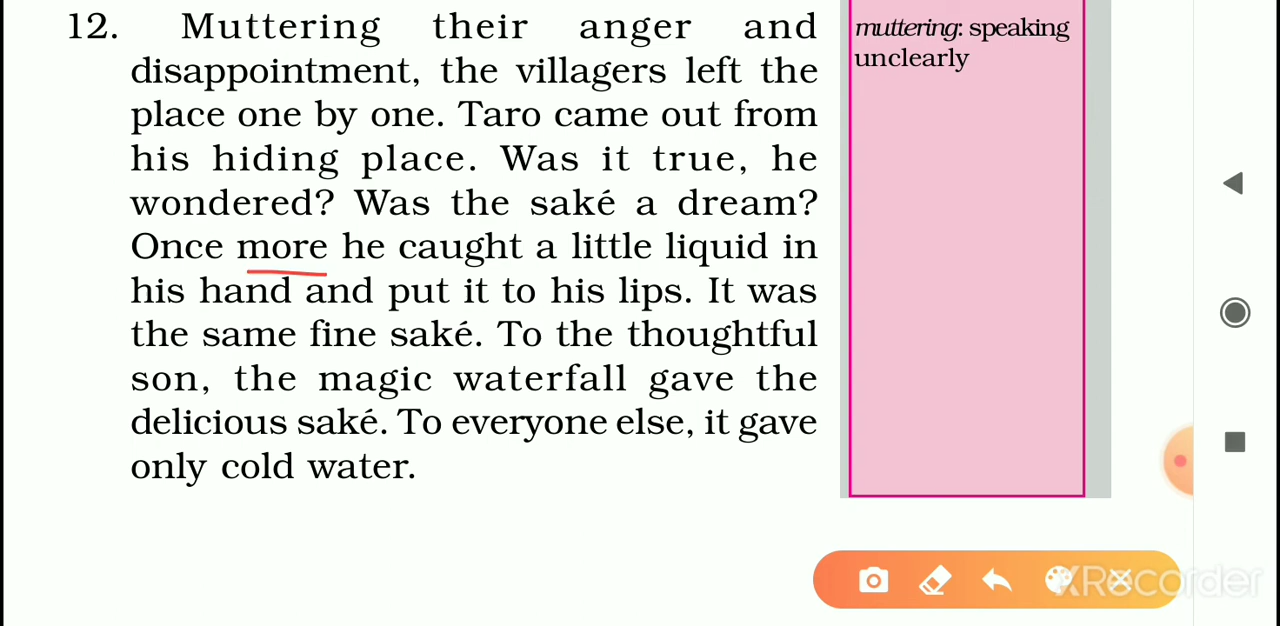 12. Muttering their anger and
disappointment, the villagers left the
place one by one. Taro came out from
his hiding place. Was it true, he
wondered? Was the saké a dream?
Once more he caught a little liquid in
his hand and put it to his lips. It was
the same fine saké. To the thoughtful
son, the magic waterfall gave the
delicious saké. To everyone else, it gave
only cold water.
muttering: speaking
unclearly
XRecorder